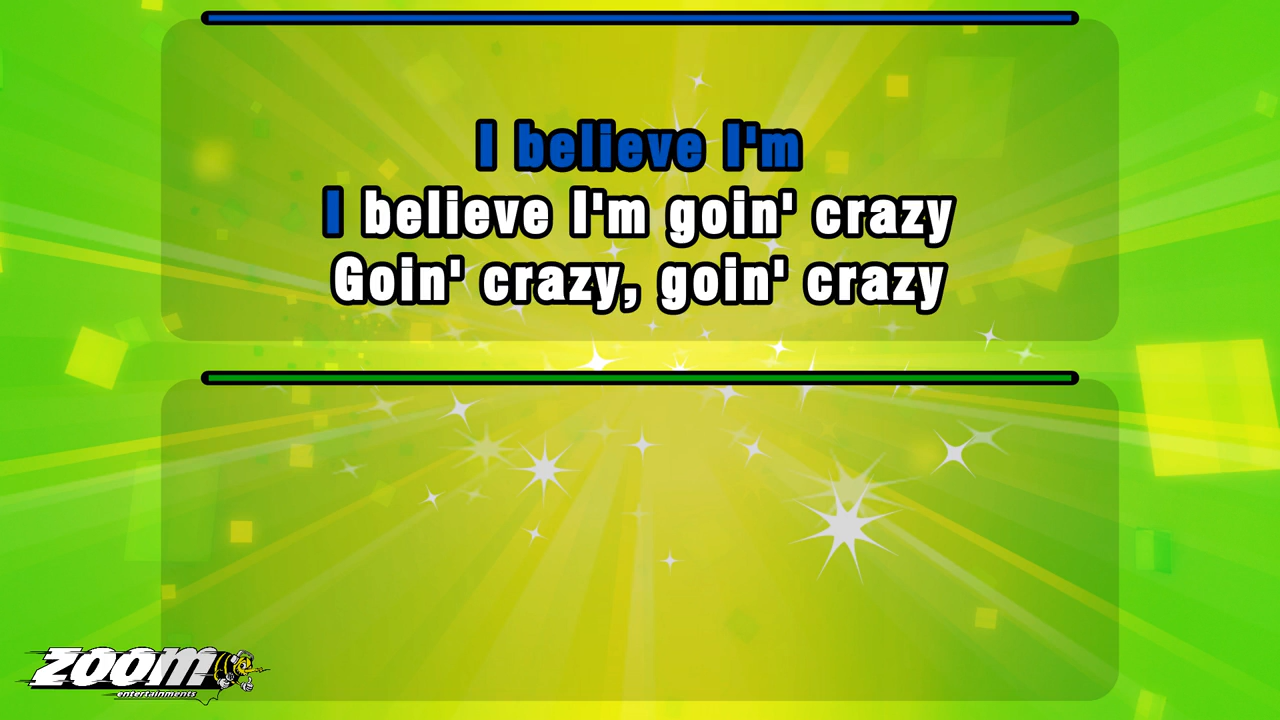 I believe I'm
I believe I'm goin' crazy
Goin' crazy, goin' crazy
zoom
entertainments